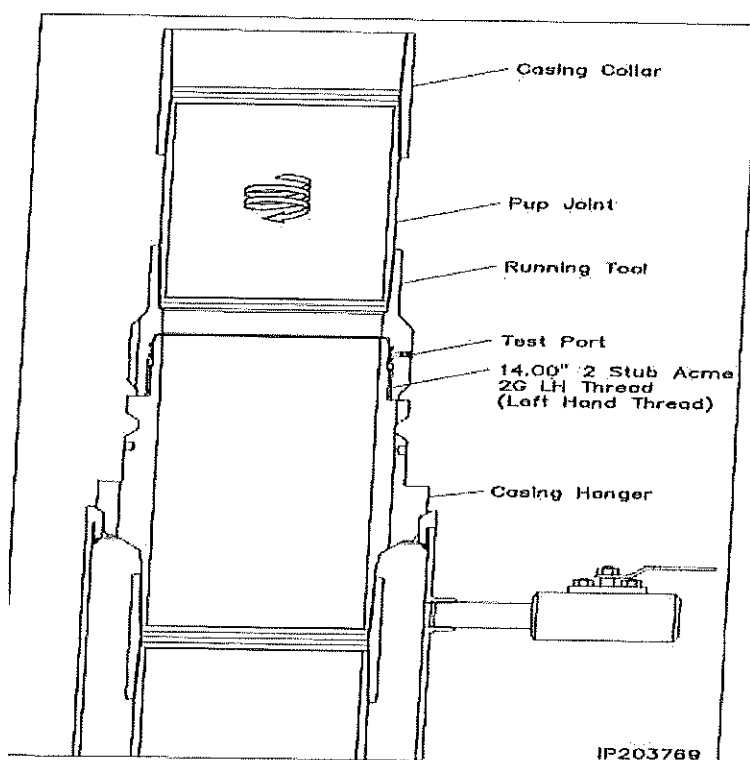 Casing Collar
Pup Joint
Running Tool
Test Port
14.00" 2 Stub Acme
2G LH Thread
(Left Hand Thread)
Casing Hanger
IP203769